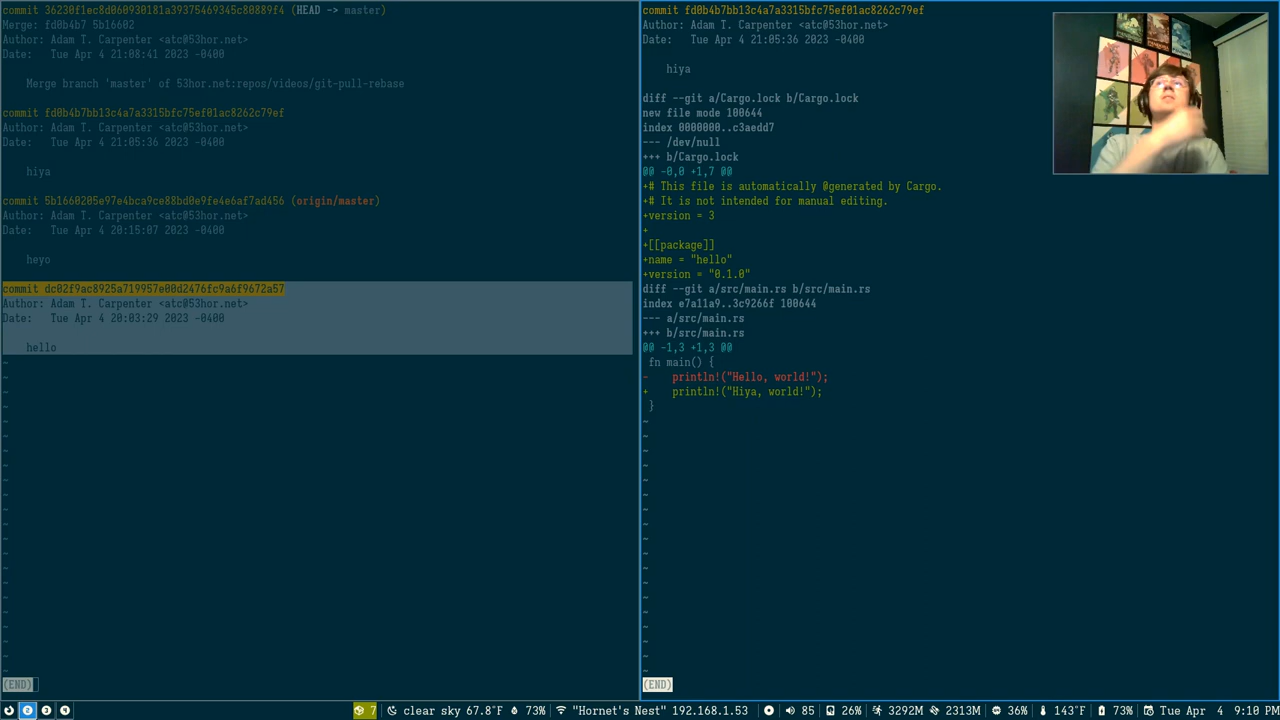 commit 36230f1ec8d060930181a39375469345c80889f4 (HEAD -> master)
Merge: fd0b4b7 5b16602
Author: Adam T. Carpenter <atc@53hor.net>
Date:   Tue Apr 4 21:08:41 2023 -0400
Merge branch 'master' of 53hor.net:repos/videos/git-pull-rebase
commit fd0b4b7bb13c4a7a3315bfc75ef01ac8262c79ef
Author: Adam T. Carpenter <atc@53hor.net>
Date:   Tue Apr 4 21:05:36 2023 -0400
hiya
commit 5b1660205e97e4bca9ce88bd0e9fe4e6af7ad456 (origin/master)
Author: Adam T. Carpenter <atc@53hor.net>
Date:   Tue Apr 4 20:15:07 2023 -0400
heyo
commit dc02f9ac8925a719957e00d2476fc9a6f9672a57
Author: Adam T. Carpenter <atc@53hor.net>
Date:   Tue Apr 4 20:03:29 2023 -0400
hello
(END)
commit fd0b4b7bb13c4a7a3315bfc75ef01ac8262c79ef
Author: Adam T. Carpenter <atc@53hor.net>
Date:   Tue Apr 4 21:05:36 2023 -0400
hiya
diff --git a/Cargo.lock b/Cargo.lock
new file mode 100644
index 0000000..c3aedd7
--- /dev/null
+++ b/Cargo.lock
@@ -0,0 +1,7 @@
+# This file is automatically @generated by Cargo.
+# It is not intended for manual editing.
+version = 3
+
+[[package]]
+name = "hello"
+version = "0.1.0"
diff --git a/src/main.rs b/src/main.rs
index e7a11a9..3c9266f 100644
--- a/src/main.rs
+++ b/src/main.rs
@@ -1,3 +1,3 @@
fn main() {
-    println!("Hello, world!");
+    println!("Hiya, world!");
}
(END)
2 3 4 7 clear sky 67.8°F 73% "Hornet's Nest" 192.168.1.53 85 26% 3292M 2313M 36% 143°F 73% Tue Apr  4  9:10 PM